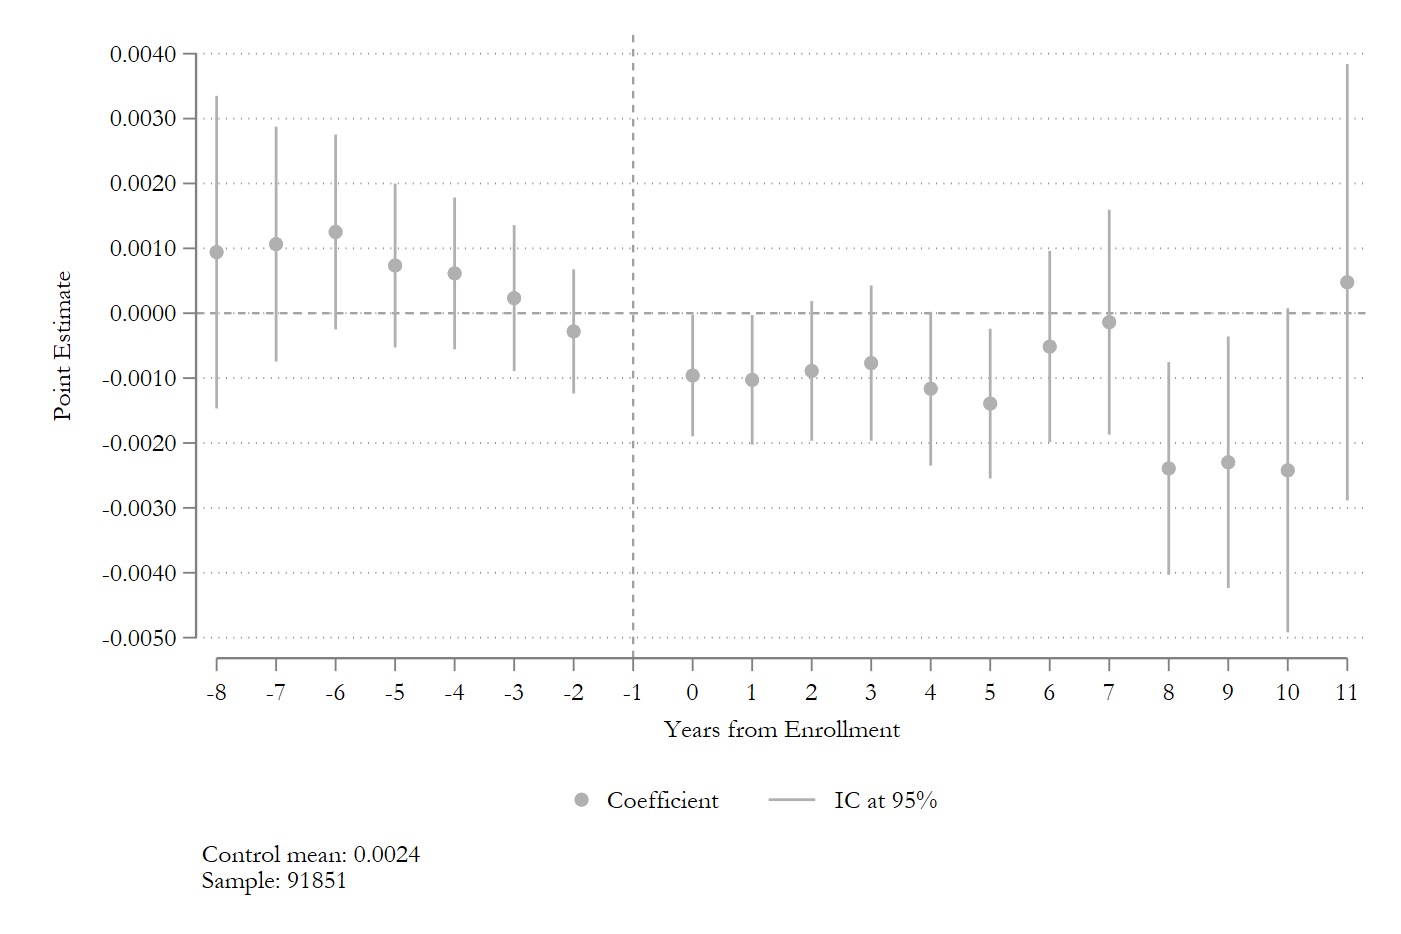 0.0040
0.0030
0.0020
0.0010
0.0000
-0.0010
-0.0020
-0.0030
-0.0040
-0.0050
Point Estimate
-8 -7 -6 -5 -4 -3 -2 -1 0 1 2 3 4 5 6 7 8 9 10 11
Years from Enrollment
Coefficient IC at 95%
Control mean: 0.0024
Sample: 91851